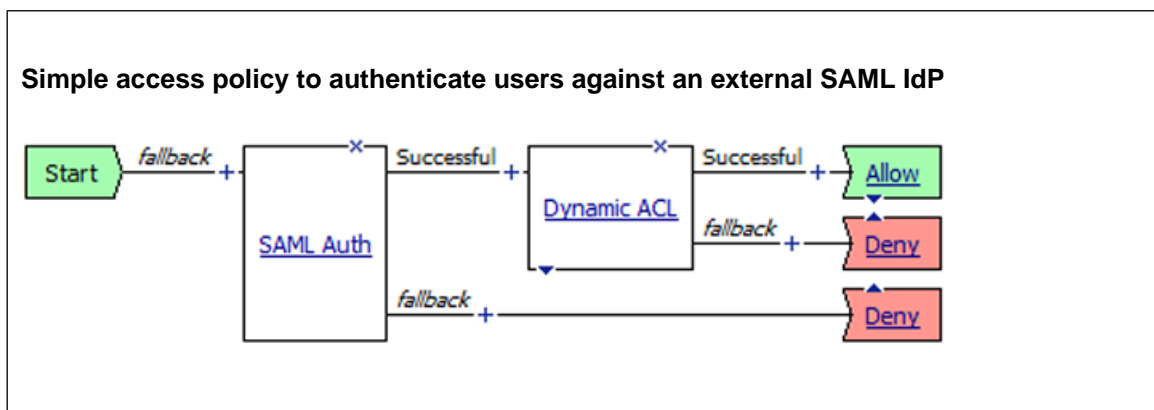 Simple access policy to authenticate users against an external SAML IdP
Start
fallback
+
SAML Auth
×
Successful
+
Dynamic ACL
×
Successful
+
Allow
fallback
+
Deny
fallback
+
Deny